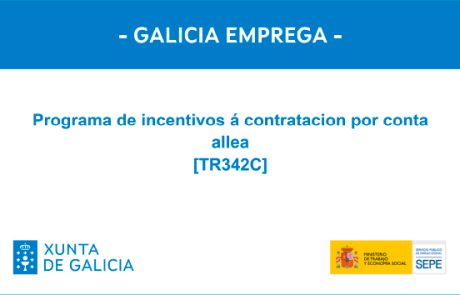 - GALICIA EMPREGA -
Programa de incentivos á contratacion por conta
allea
[TR342C]
XUNTA
DE GALICIA
MINISTERIO
DE TRABAJO
Y ECONOMÍA SOCIAL
SERVICIO PÚBLICO
DE EMPLEO ESTATAL
SEPE